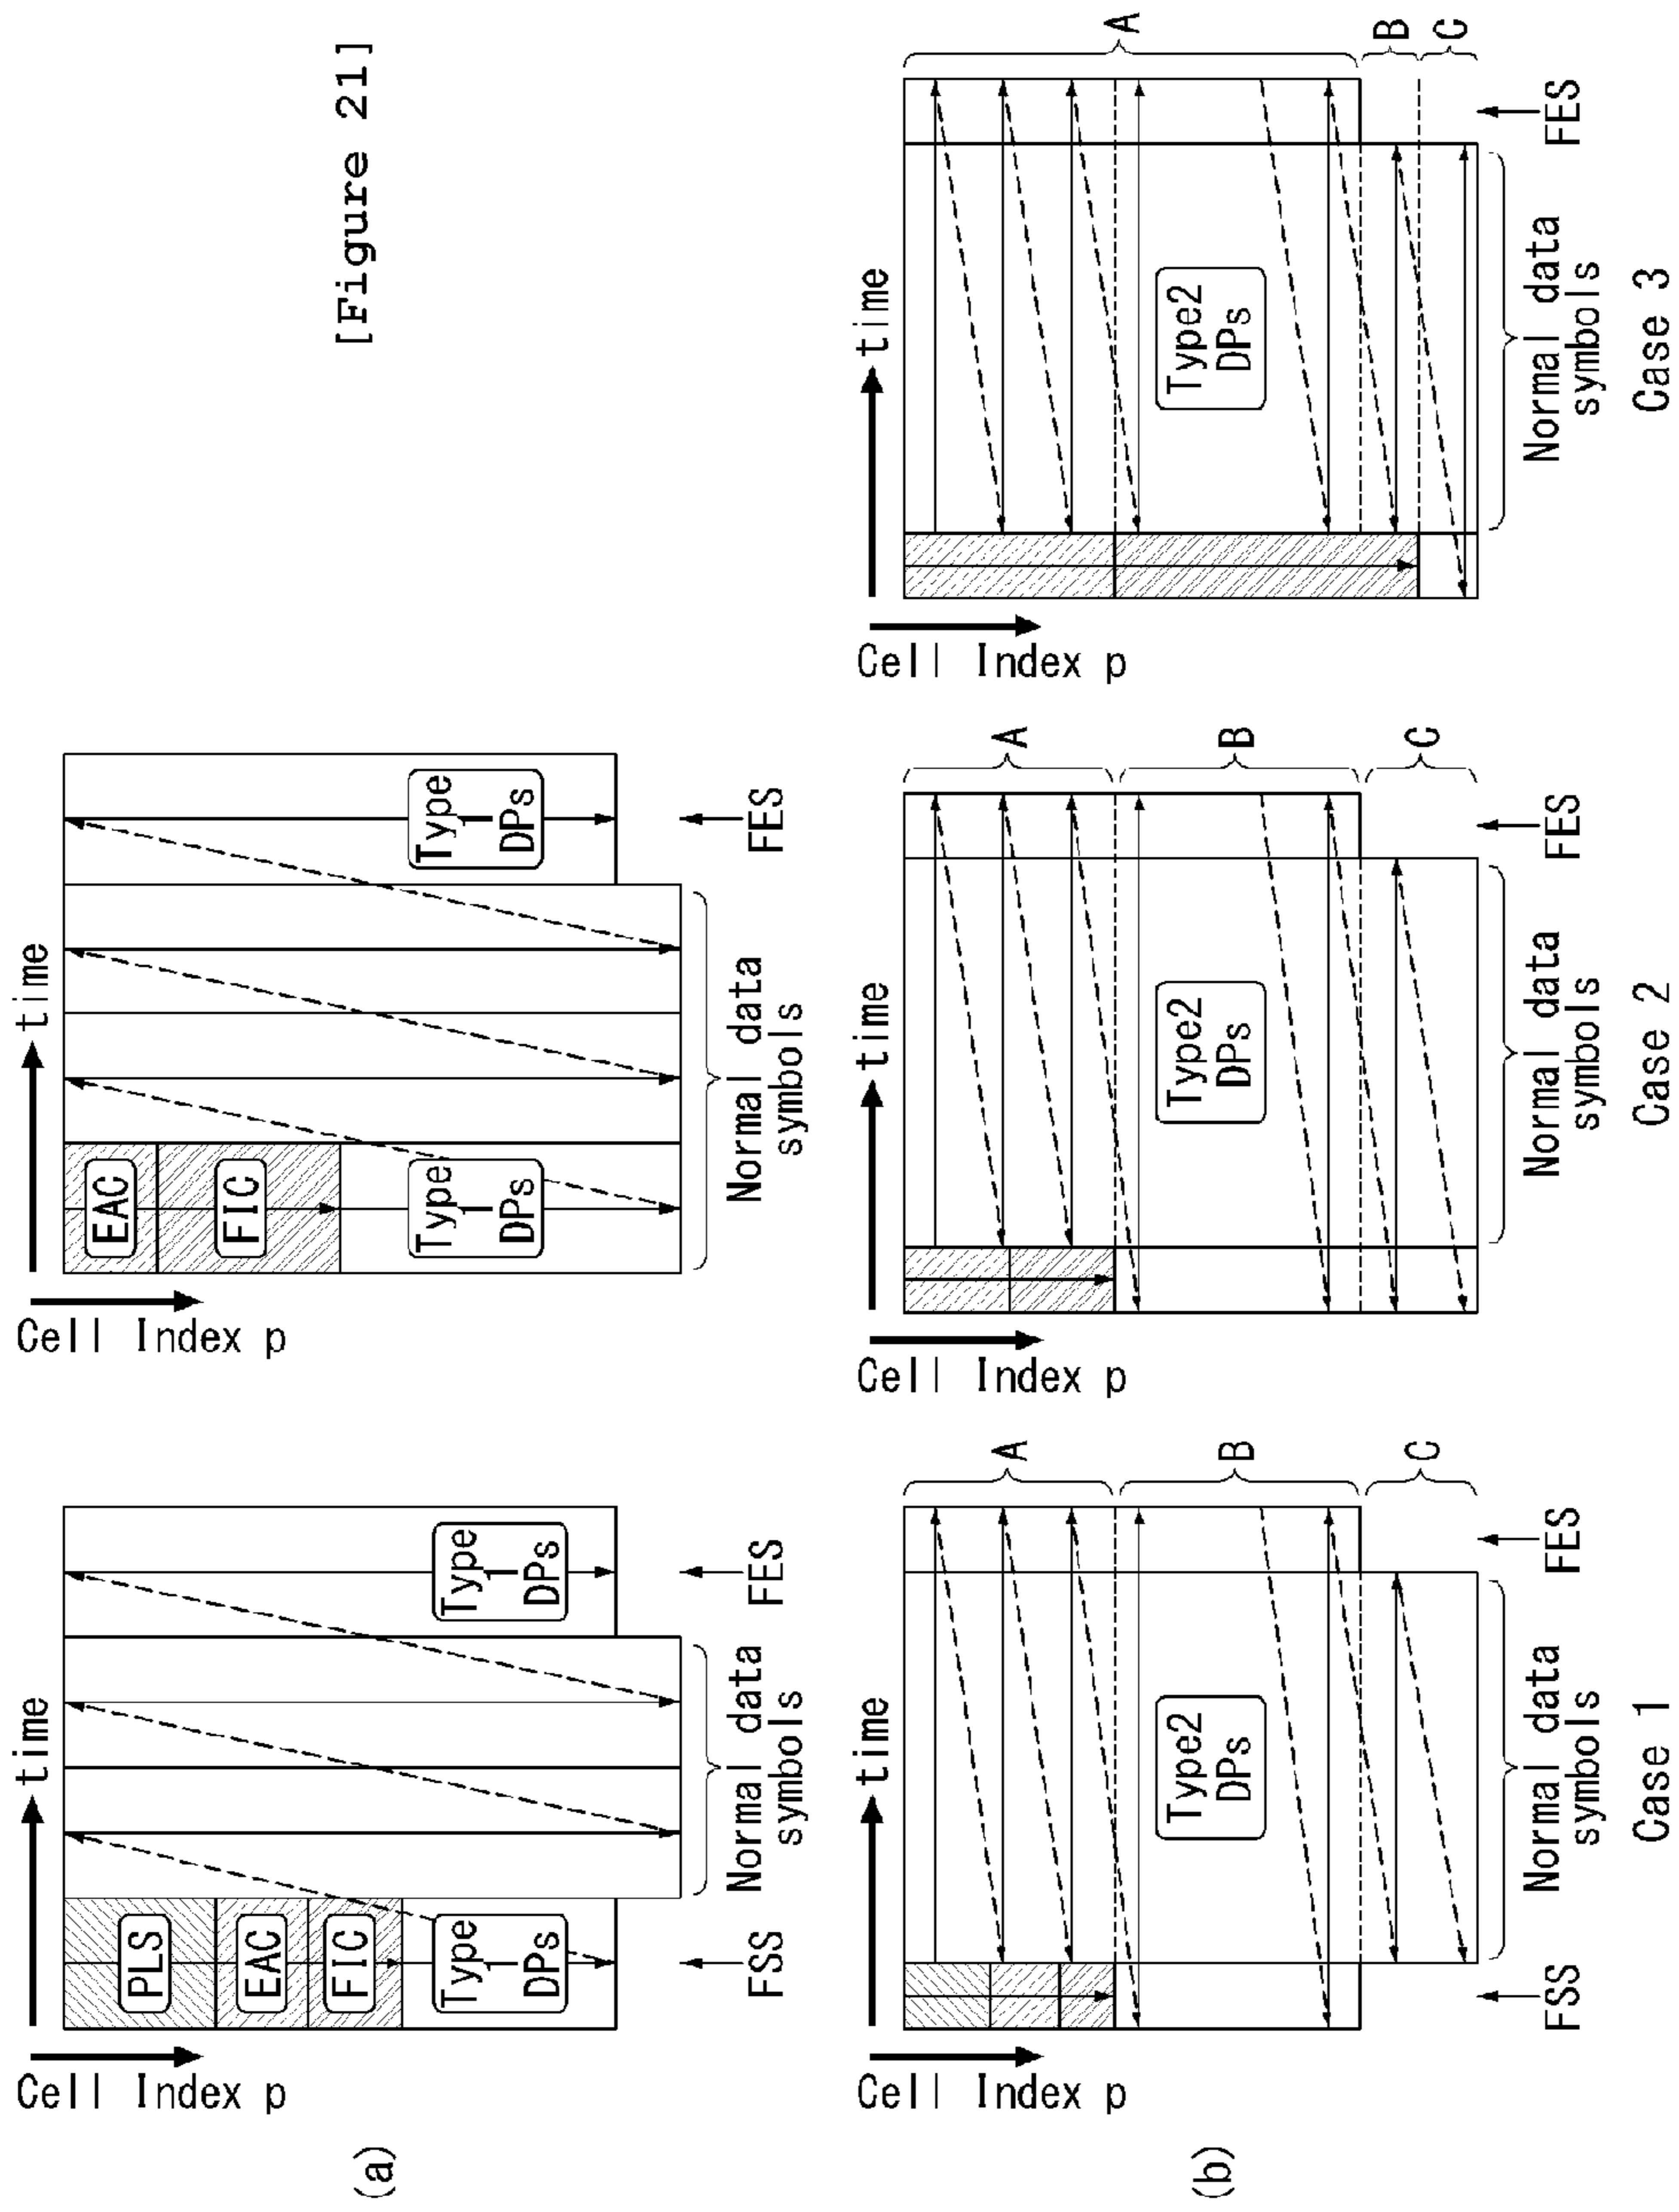 [Figure 21]
(a)
Cell Index p
time
PLS
EAC
FIC
Type
1
DPs
Type
1
DPs
FSS
Normal data
symbols
FES
Cell Index p
time
EAC
FIC
Type
1
DPs
Type
1
DPs
Normal data
symbols
FES
(b)
Cell Index p
time
Type2
DPs
A
B
C
FSS
Normal data
symbols
FES
Case 1
Cell Index p
time
Type2
DPs
A
B
C
Normal data
symbols
FES
Case 2
Cell Index p
time
Type2
DPs
A
B
C
Normal data
symbols
FES
Case 3